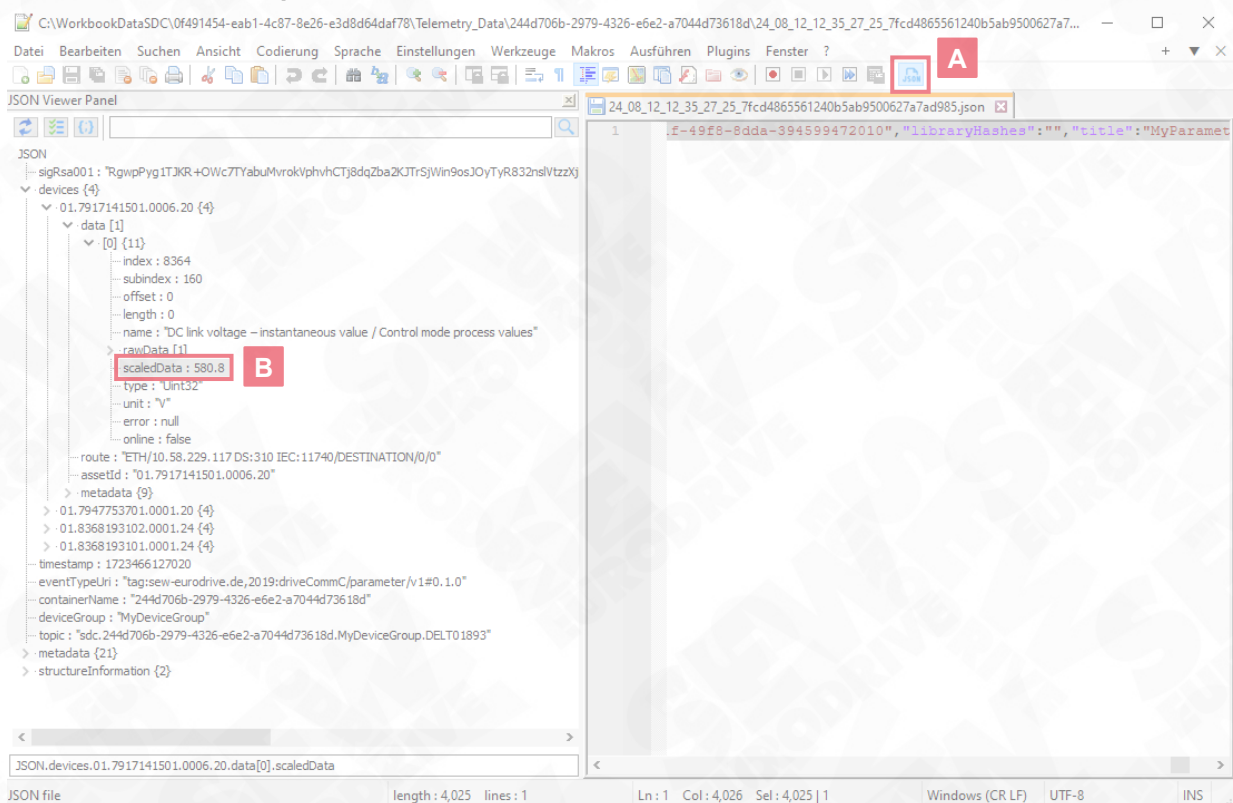 C:\WorkbookDataSDC\0f491454-eab1-4c87-8e26-e3d8d64daf78\Telemetry_Data\244d706b-2979-4326-e6e2-a7044d73618d\24_08_12_12_35_27_25_7fcd4865561240b5ab9500627a7...
Datei Bearbeiten Suchen Ansicht Codierung Sprache Einstellungen Werkzeuge Makros Ausführen Plugins Fenster ?
A
JSON
JSON Viewer Panel
24_08_12_12_35_27_25_7fcd4865561240b5ab9500627a7ad985.json
1 .f-49f8-8dda-394599472010","libraryHashes":"","title":"MyParamet
JSON
sigRsa001 : "RgwpPyg1TJKR+OWc7TYabuMvrokVphvhCTj8dqZba2KJTrSjWin9osJOyTyR832nslVtzzXj
devices {4}
01.7917141501.0006.20 {4}
data [1]
[0] {11}
index : 8364
subindex : 160
offset : 0
length : 0
name : "DC link voltage – instantaneous value / Control mode process values"
rawData [1]
scaledData : 580.8
B
type : "Uint32"
unit : "V"
error : null
online : false
route : "ETH/10.58.229.117 DS:310 IEC:11740/DESTINATION/0/0"
assetId : "01.7917141501.0006.20"
metadata {9}
01.7947753701.0001.20 {4}
01.8368193102.0001.24 {4}
01.8368193101.0001.24 {4}
timestamp : 1723466127020
eventTypeUri : "tag:sew-eurodrive.de,2019:driveCommC/parameter/v1#0.1.0"
containerName : "244d706b-2979-4326-e6e2-a7044d73618d"
deviceGroup : "MyDeviceGroup"
topic : "sdc.244d706b-2979-4326-e6e2-a7044d73618d.MyDeviceGroup.DELT01893"
metadata {21}
structureInformation {2}
JSON.devices.01.7917141501.0006.20.data[0].scaledData
JSON file length : 4,025 lines : 1 Ln : 1 Col : 4,026 Sel : 4,025 | 1 Windows (CR LF) UTF-8 INS
SEW
EURODRIVE